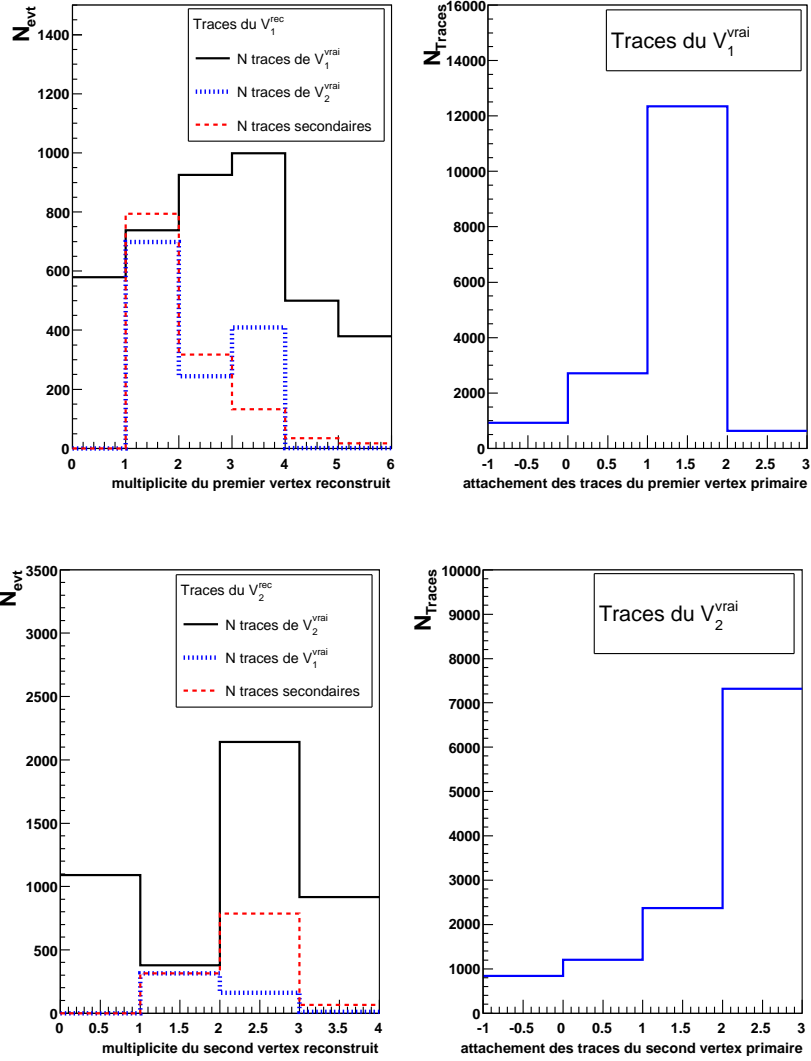 N_evt
1400
1200
1000
800
600
400
200
0
Traces du V_1^rec
N traces de V_1^vrai
N traces de V_2^vrai
N traces secondaires
0 1 2 3 4 5 6
multiplicite du premier vertex reconstruit
N_Traces
16000
14000
12000
10000
8000
6000
4000
2000
0
Traces du V_1^vrai
-1 -0.5 0 0.5 1 1.5 2 2.5 3
attachement des traces du premier vertex primaire
N_evt
3500
3000
2500
2000
1500
1000
500
0
Traces du V_2^rec
N traces de V_2^vrai
N traces de V_1^vrai
N traces secondaires
0 0.5 1 1.5 2 2.5 3 3.5 4
multiplicite du second vertex reconstruit
N_Traces
10000
9000
8000
7000
6000
5000
4000
3000
2000
1000
0
Traces du V_2^vrai
-1 -0.5 0 0.5 1 1.5 2 2.5 3
attachement des traces du second vertex primaire